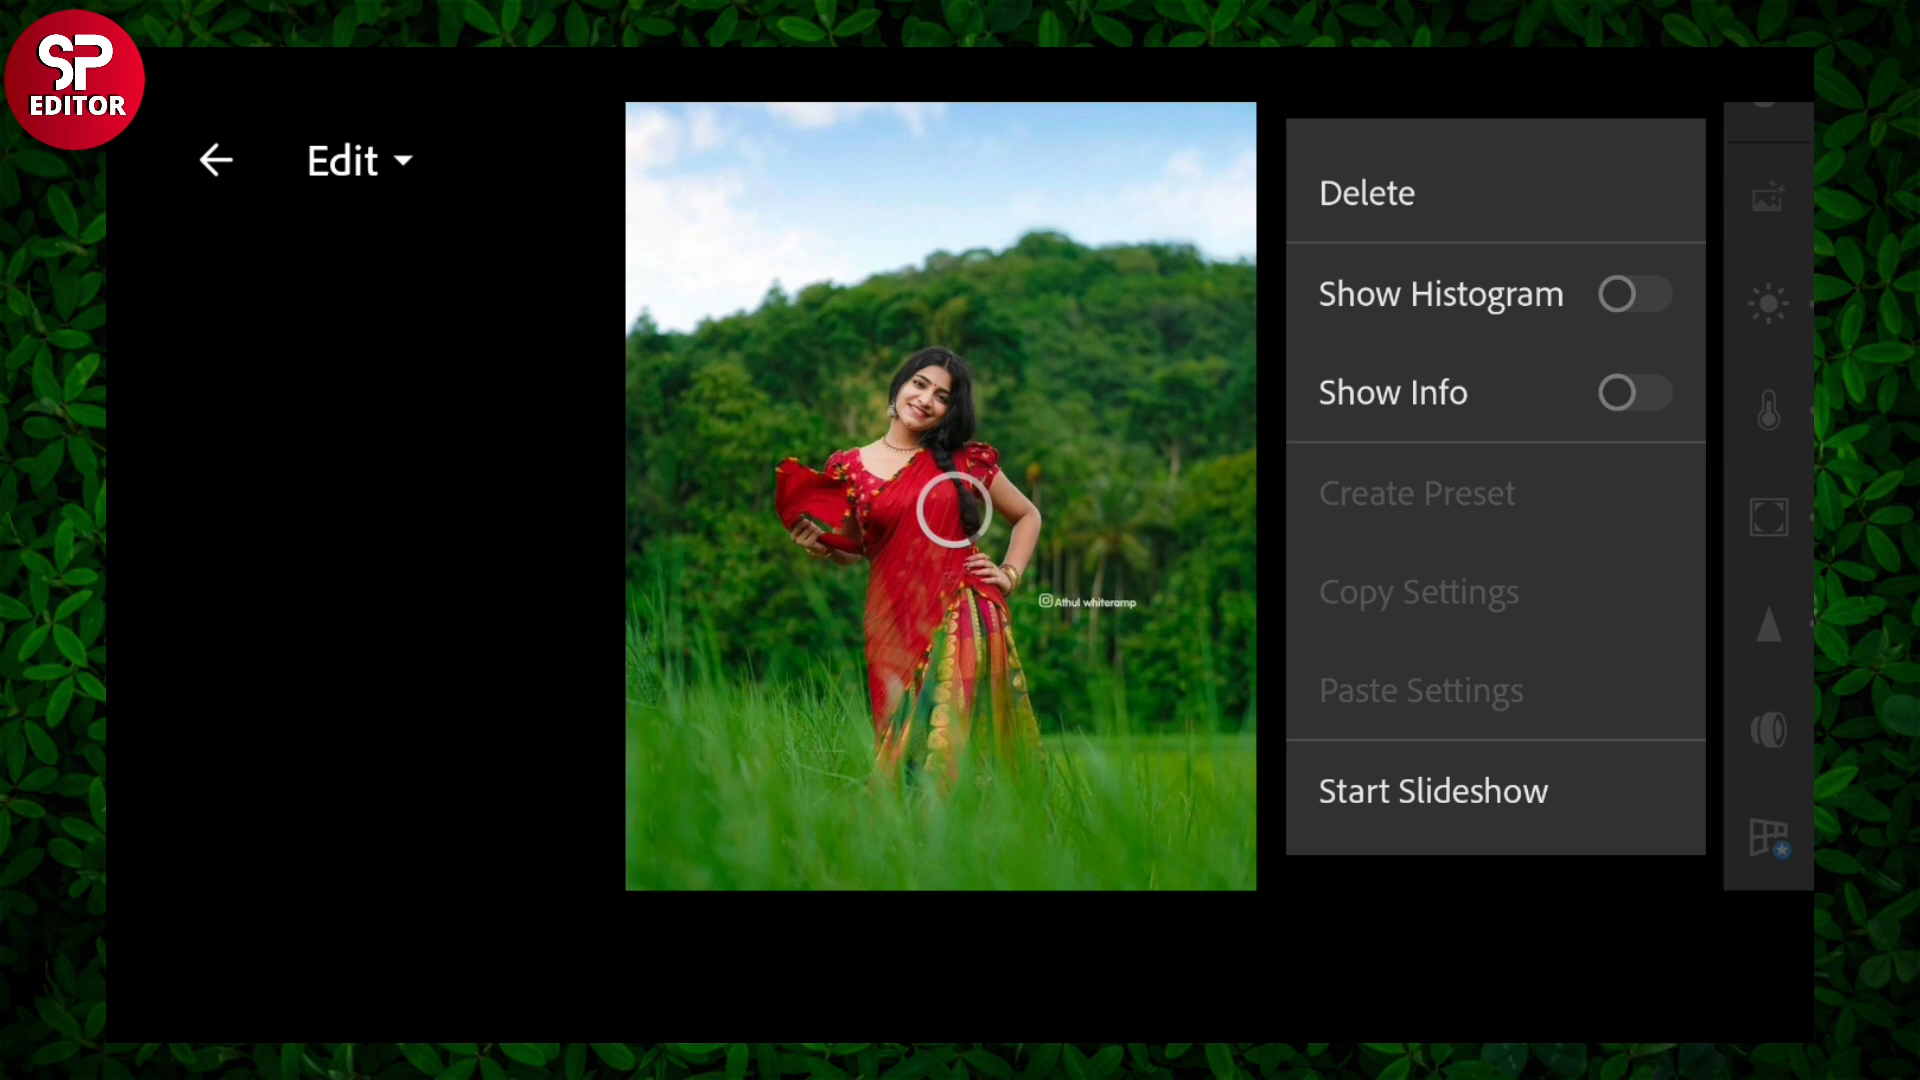 SP
EDITOR
Edit
Delete
Show Histogram
Show Info
Create Preset
Copy Settings
Paste Settings
Start Slideshow
Athul whiteramp